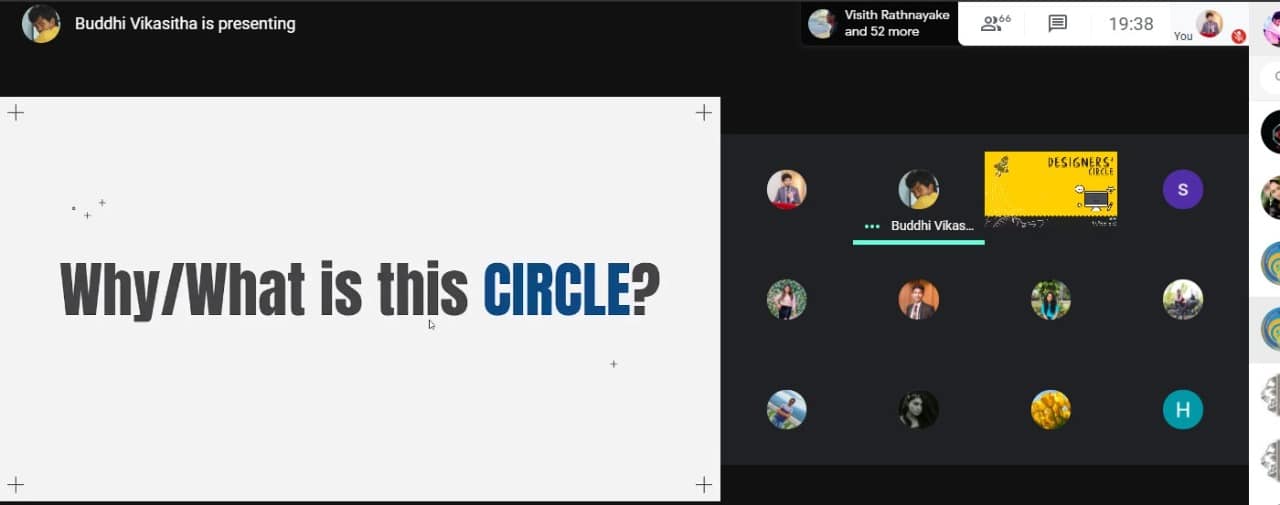 Buddhi Vikasitha is presenting
Visith Rathnayake
and 52 more
66
19:38
You
Why/What is this CIRCLE?
DESIGNERS'
CIRCLE
S
Buddhi Vikas...
H